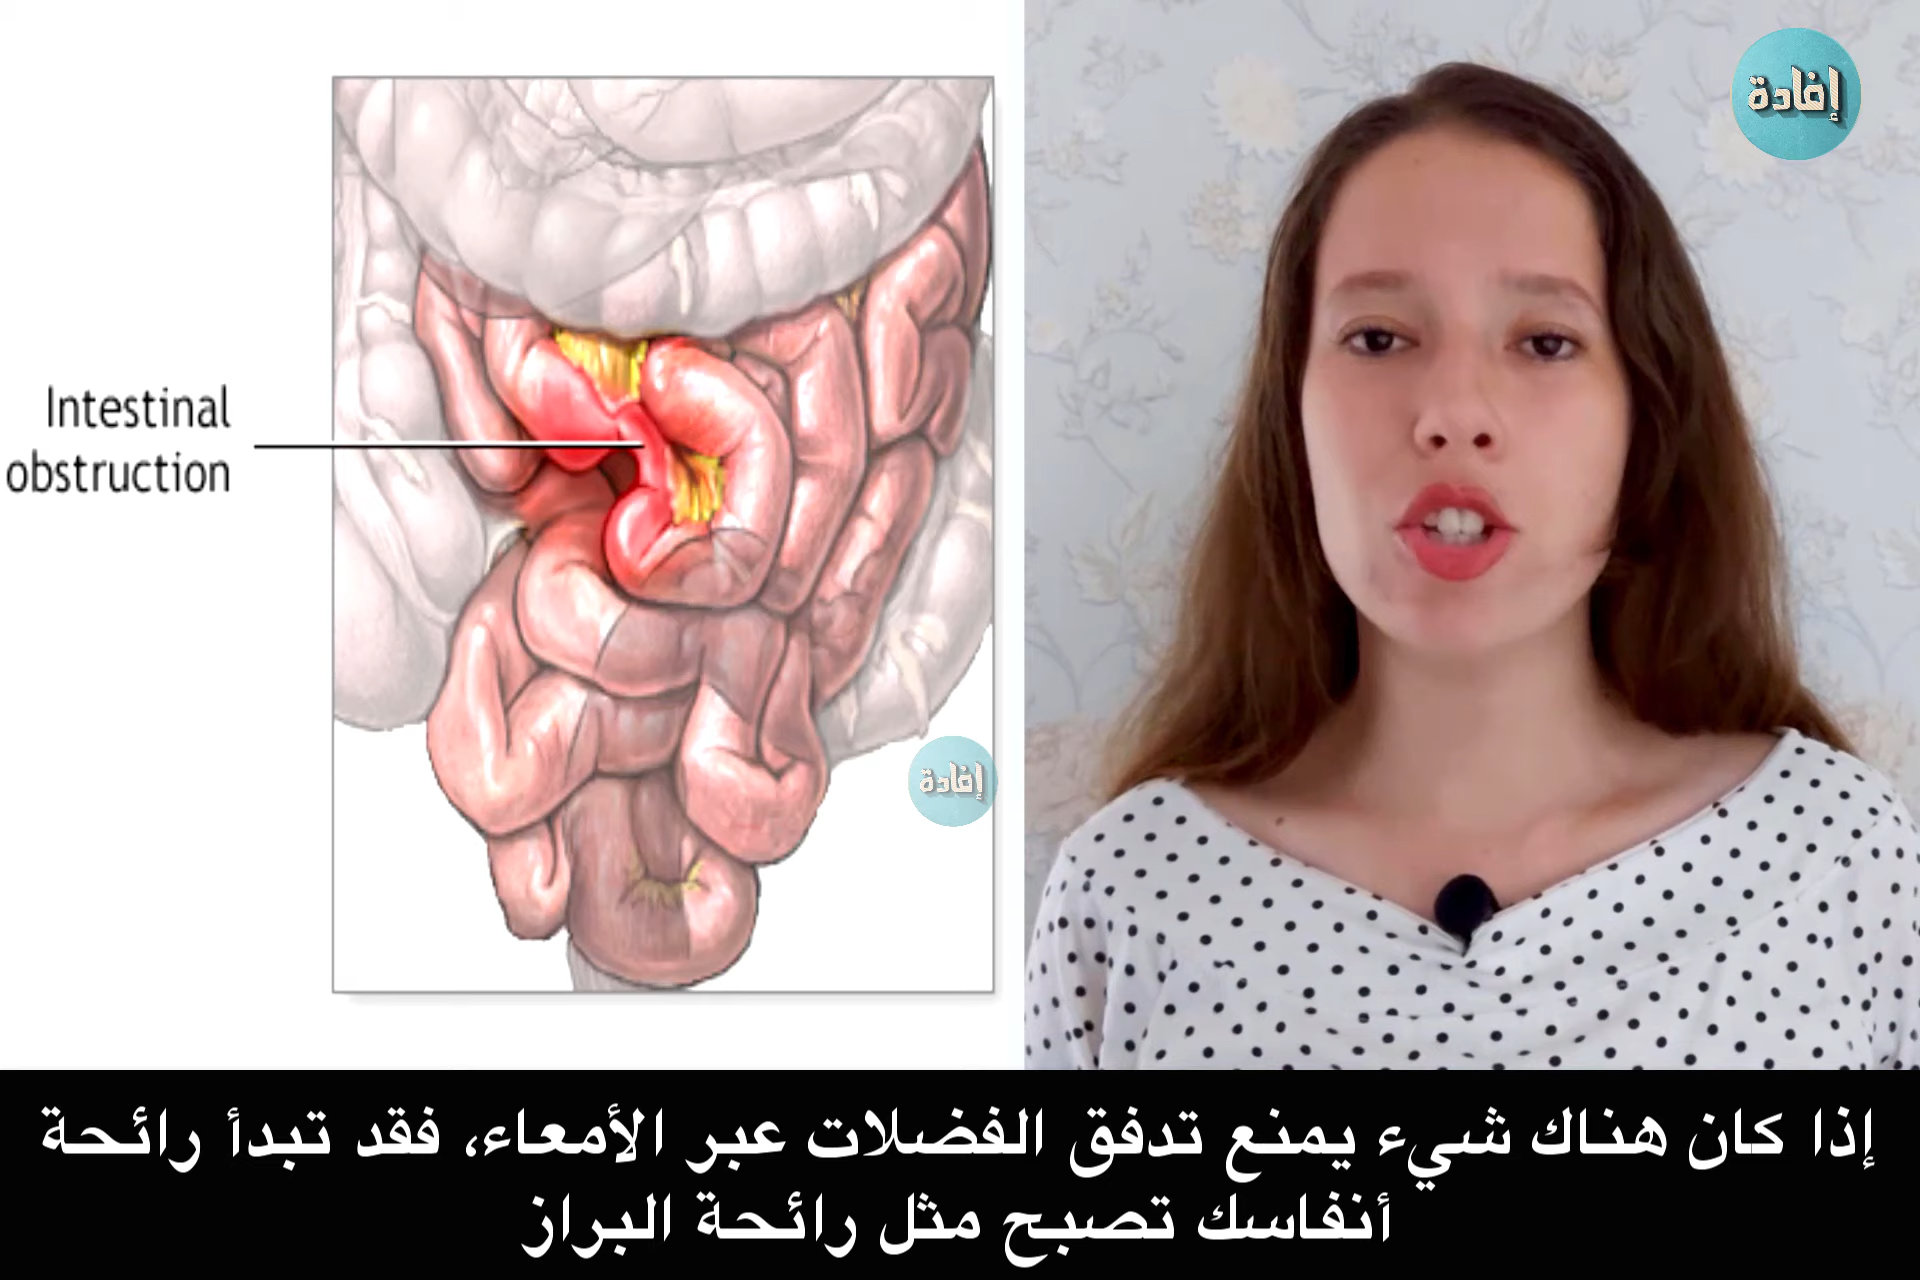 إفادة
Intestinal
obstruction
إفادة
إذا كان هناك شيء يمنع تدفق الفضلات عبر الأمعاء، فقد تبدأ رائحة
أنفاسك تصبح مثل رائحة البراز